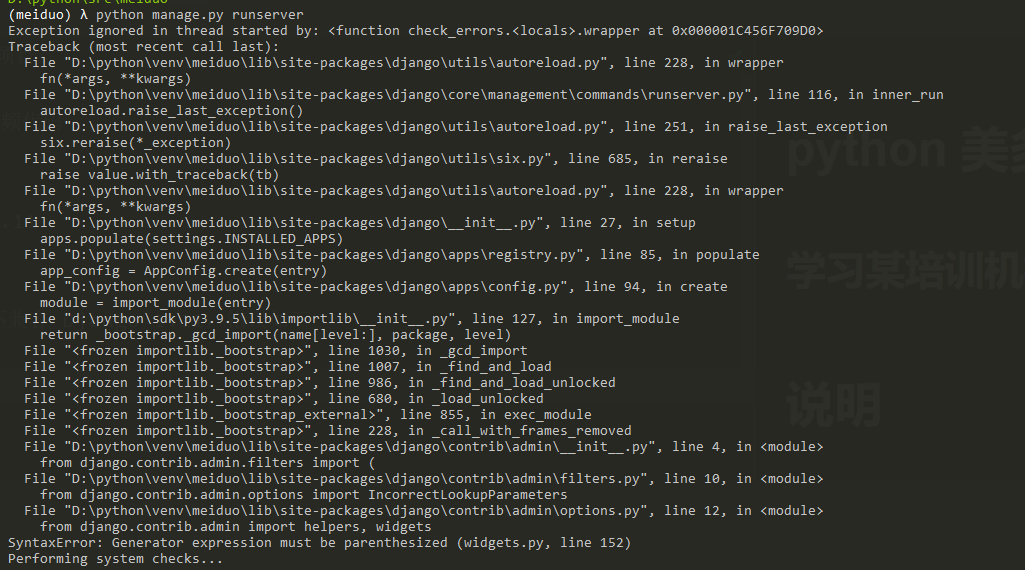 D:\python\src\meiduo
(meiduo) λ python manage.py runserver
Exception ignored in thread started by: <function check_errors.<locals>.wrapper at 0x000001C456F709D0>
Traceback (most recent call last):
  File "D:\python\venv\meiduo\lib\site-packages\django\utils\autoreload.py", line 228, in wrapper
    fn(*args, **kwargs)
  File "D:\python\venv\meiduo\lib\site-packages\django\core\management\commands\runserver.py", line 116, in inner_run
    autoreload.raise_last_exception()
  File "D:\python\venv\meiduo\lib\site-packages\django\utils\autoreload.py", line 251, in raise_last_exception
    six.reraise(*_exception)
  File "D:\python\venv\meiduo\lib\site-packages\django\utils\six.py", line 685, in reraise
    raise value.with_traceback(tb)
  File "D:\python\venv\meiduo\lib\site-packages\django\utils\autoreload.py", line 228, in wrapper
    fn(*args, **kwargs)
  File "D:\python\venv\meiduo\lib\site-packages\django\__init__.py", line 27, in setup
    apps.populate(settings.INSTALLED_APPS)
  File "D:\python\venv\meiduo\lib\site-packages\django\apps\registry.py", line 85, in populate
    app_config = AppConfig.create(entry)
  File "D:\python\venv\meiduo\lib\site-packages\django\apps\config.py", line 94, in create
    module = import_module(entry)
  File "d:\python\sdk\py3.9.5\lib\importlib\__init__.py", line 127, in import_module
    return _bootstrap._gcd_import(name[level:], package, level)
  File "<frozen importlib._bootstrap>", line 1030, in _gcd_import
  File "<frozen importlib._bootstrap>", line 1007, in _find_and_load
  File "<frozen importlib._bootstrap>", line 986, in _find_and_load_unlocked
  File "<frozen importlib._bootstrap>", line 680, in _load_unlocked
  File "<frozen importlib._bootstrap_external>", line 855, in exec_module
  File "<frozen importlib._bootstrap>", line 228, in _call_with_frames_removed
  File "D:\python\venv\meiduo\lib\site-packages\django\contrib\admin\__init__.py", line 4, in <module>
    from django.contrib.admin.filters import (
  File "D:\python\venv\meiduo\lib\site-packages\django\contrib\admin\filters.py", line 10, in <module>
    from django.contrib.admin.options import IncorrectLookupParameters
  File "D:\python\venv\meiduo\lib\site-packages\django\contrib\admin\options.py", line 12, in <module>
    from django.contrib.admin import helpers, widgets
SyntaxError: Generator expression must be parenthesized (widgets.py, line 152)
Performing system checks...
python 美多
学习某培训机
说明